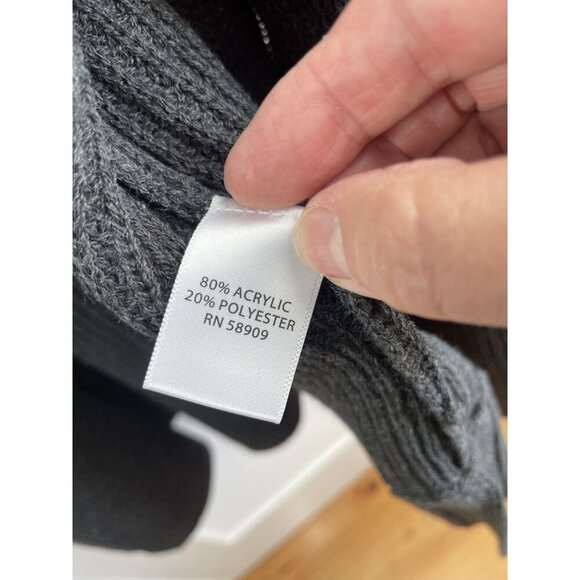 80% ACRYLIC
20% POLYESTER
RN 58909